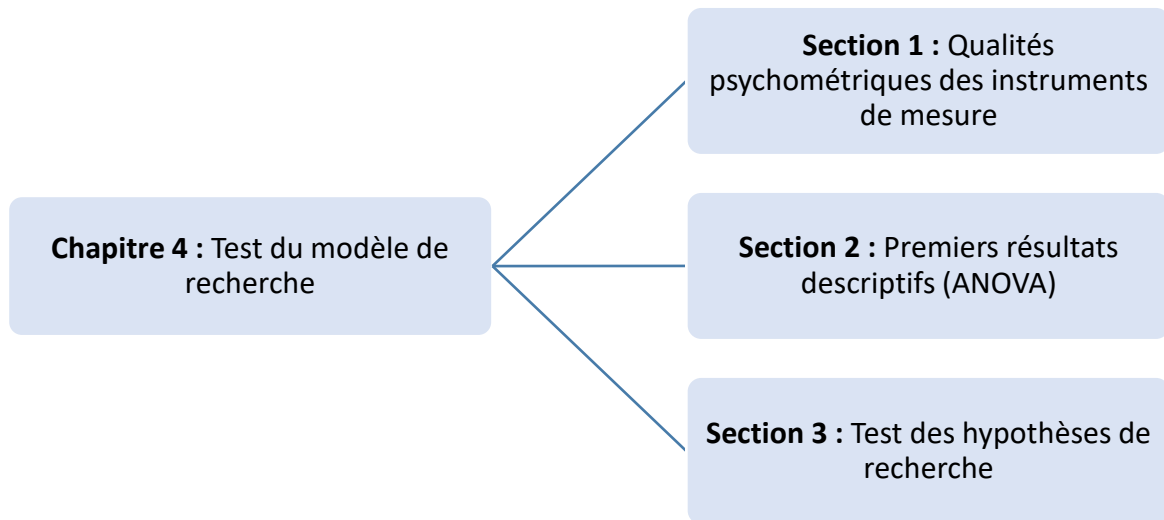 Section 1 : Qualités
psychométriques des instruments
de mesure
Chapitre 4 : Test du modèle de
recherche
Section 2 : Premiers résultats
descriptifs (ANOVA)
Section 3 : Test des hypothèses de
recherche